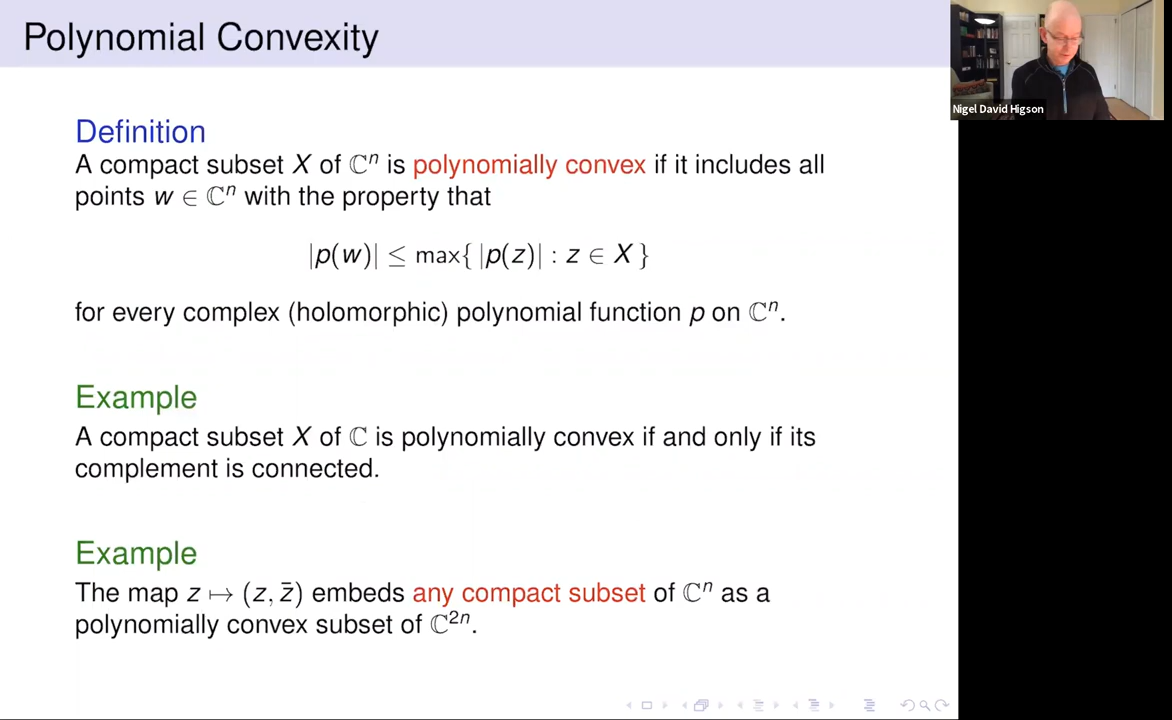 Polynomial Convexity
Nigel David Higson
Definition
A compact subset X of ℂⁿ is polynomially convex if it includes all
points w ∈ ℂⁿ with the property that
|p(w)| ≤ max{ |p(z)| : z ∈ X }
for every complex (holomorphic) polynomial function p on ℂⁿ.
Example
A compact subset X of ℂ is polynomially convex if and only if its
complement is connected.
Example
The map z ↦ (z, z̄) embeds any compact subset of ℂⁿ as a
polynomially convex subset of ℂ²ⁿ.